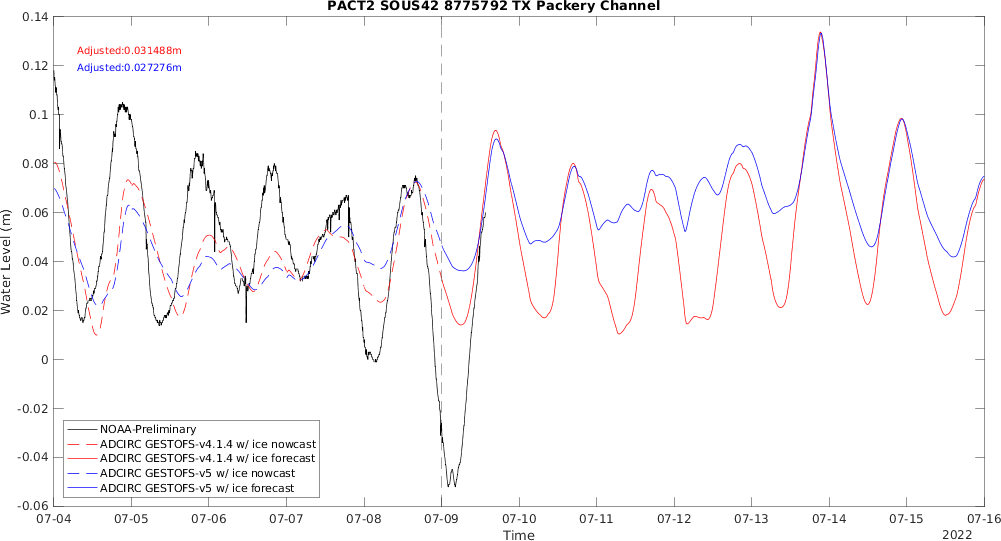 PACT2 SOUS42 8775792 TX Packery Channel
Adjusted:0.031488m
Adjusted:0.027276m
0.14
0.12
0.1
0.08
0.06
0.04
0.02
0
-0.02
-0.04
-0.06
Water Level (m)
NOAA-Preliminary
ADCIRC GESTOFS-v4.1.4 w/ ice nowcast
ADCIRC GESTOFS-v4.1.4 w/ ice forecast
ADCIRC GESTOFS-v5 w/ ice nowcast
ADCIRC GESTOFS-v5 w/ ice forecast
07-04 07-05 07-06 07-07 07-08 07-09 07-10 07-11 07-12 07-13 07-14 07-15 07-16
Time
2022